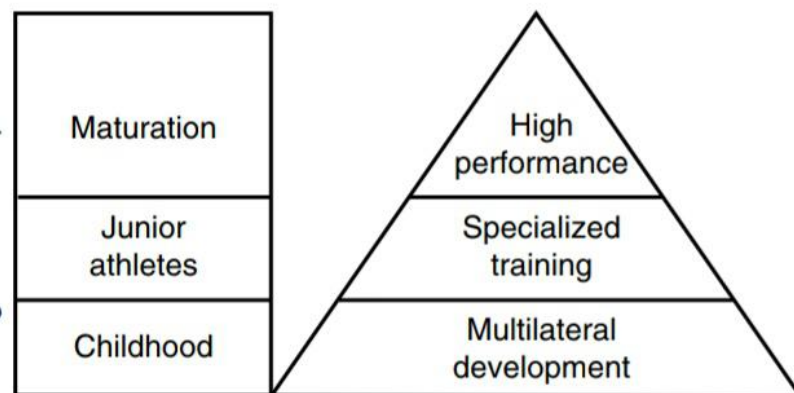 Maturation
High
performance
Junior
athletes
Specialized
training
Childhood
Multilateral
development